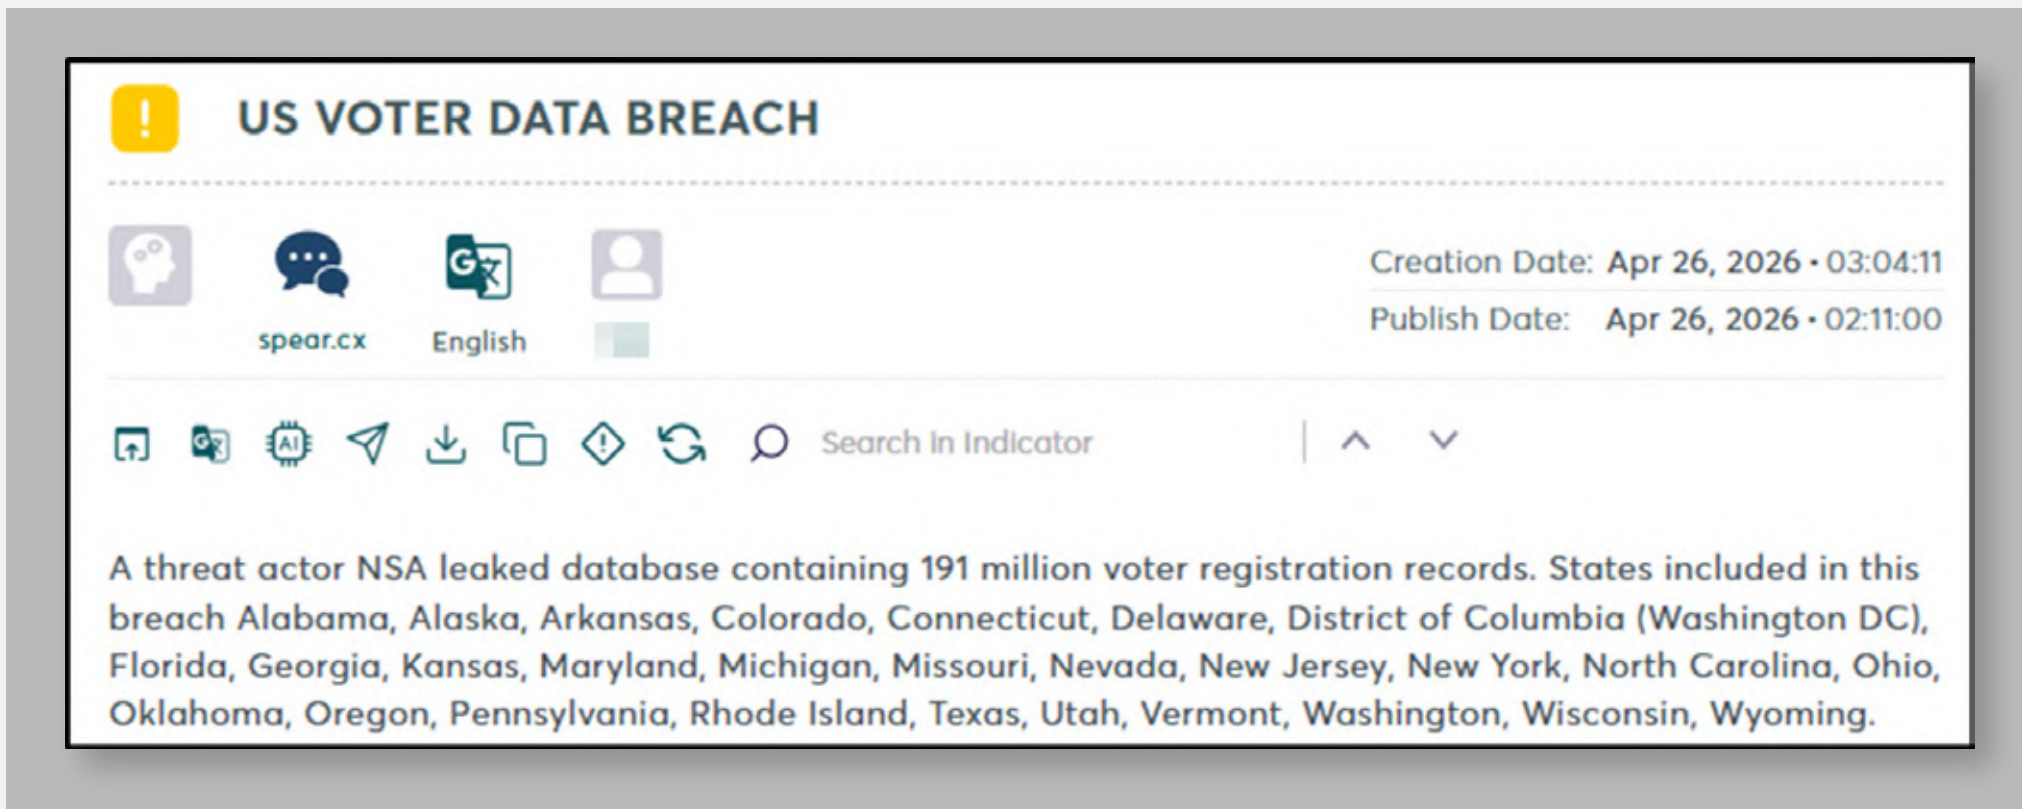 US VOTER DATA BREACH
spear.cx
English
Creation Date: Apr 26, 2026 • 03:04:11
Publish Date: Apr 26, 2026 • 02:11:00
AI
Search in Indicator
A threat actor NSA leaked database containing 191 million voter registration records. States included in this
breach Alabama, Alaska, Arkansas, Colorado, Connecticut, Delaware, District of Columbia (Washington DC),
Florida, Georgia, Kansas, Maryland, Michigan, Missouri, Nevada, New Jersey, New York, North Carolina, Ohio,
Oklahoma, Oregon, Pennsylvania, Rhode Island, Texas, Utah, Vermont, Washington, Wisconsin, Wyoming.